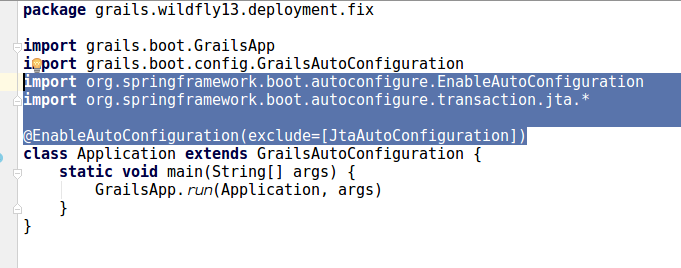 package grails.wildfly13.deployment.fix
import grails.boot.GrailsApp
import grails.boot.config.GrailsAutoConfiguration
import org.springframework.boot.autoconfigure.EnableAutoConfiguration
import org.springframework.boot.autoconfigure.transaction.jta.*
@EnableAutoConfiguration(exclude=[JtaAutoConfiguration])
class Application extends GrailsAutoConfiguration {
static void main(String[] args) {
GrailsApp.run(Application, args)
}
}